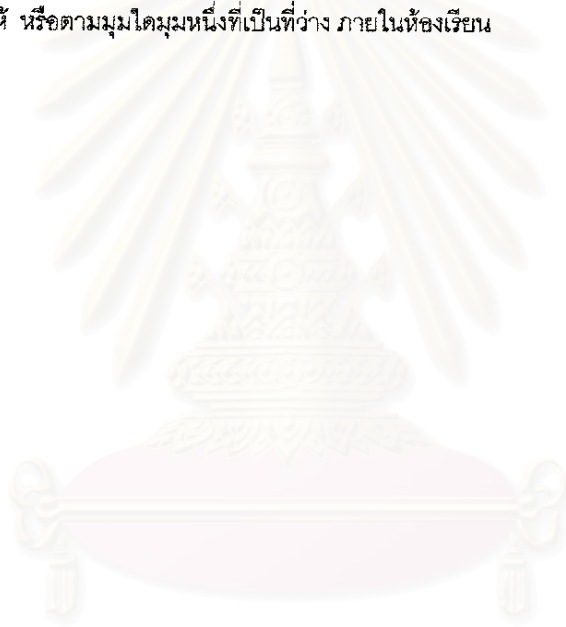 หรือตามมุมใดมุมหนึ่งที่เป็นที่ว่าง ภายในห้องเรียน